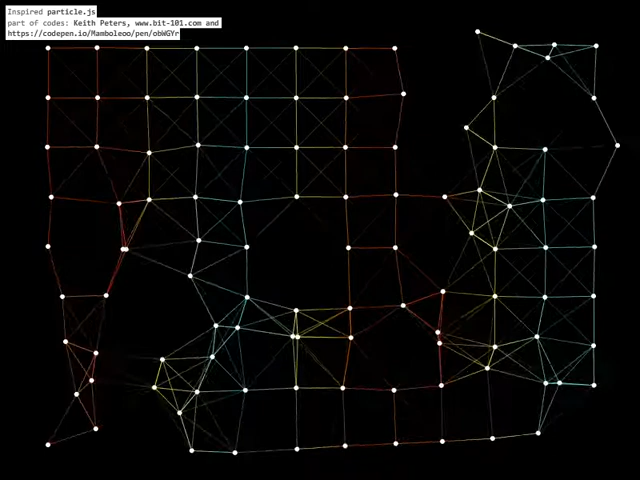 Inspired particle.js
part of codes: Keith Peters, www.bit-101.com and
https://codepen.io/Mamboleoo/pen/obWGYr